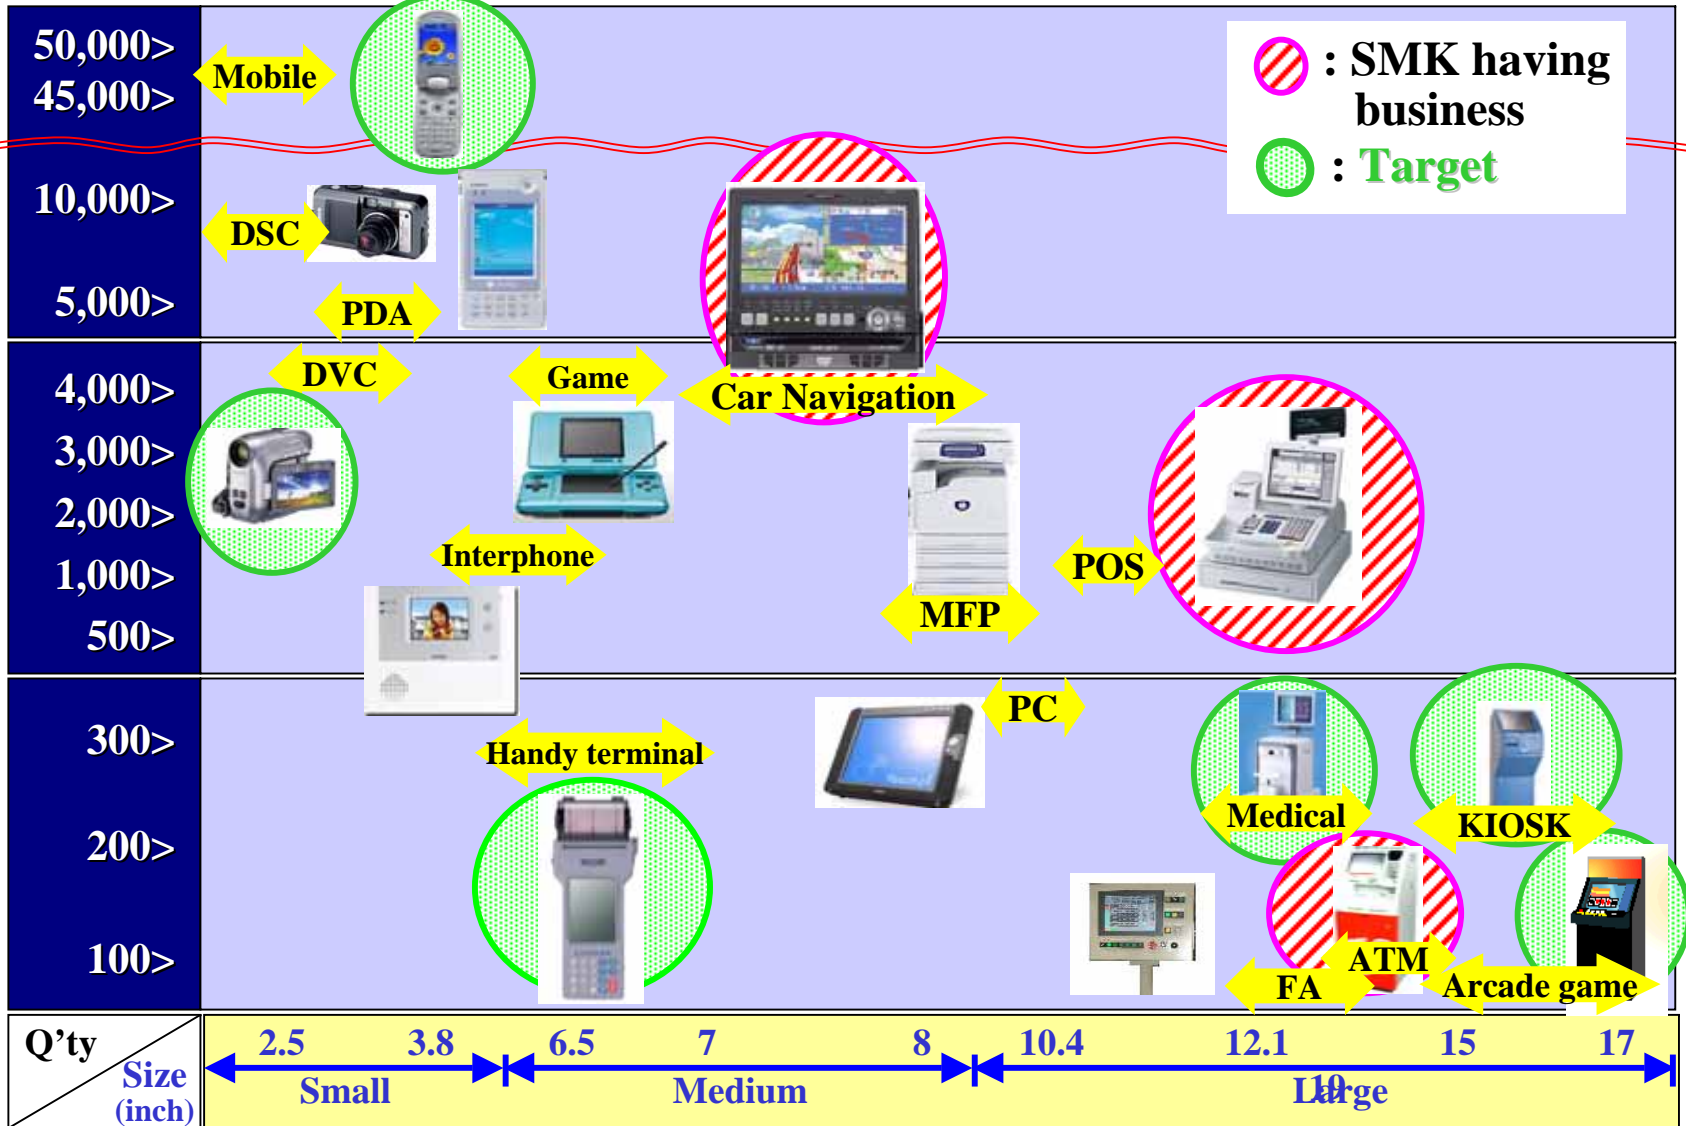 50,000>
45,000>
10,000>
5,000>
4,000>
3,000>
2,000>
1,000>
500>
300>
200>
100>
Mobile
: SMK having
business
: Target
DSC
PDA
DVC
Game
Car Navigation
Interphone
MFP
POS
PC
Handy terminal
Medical
KIOSK
ATM
FA
Arcade game
Q’ty
Size
(inch)
2.5 3.8 6.5 7 8 10.4 12.1 15 17
19
Small Medium Large